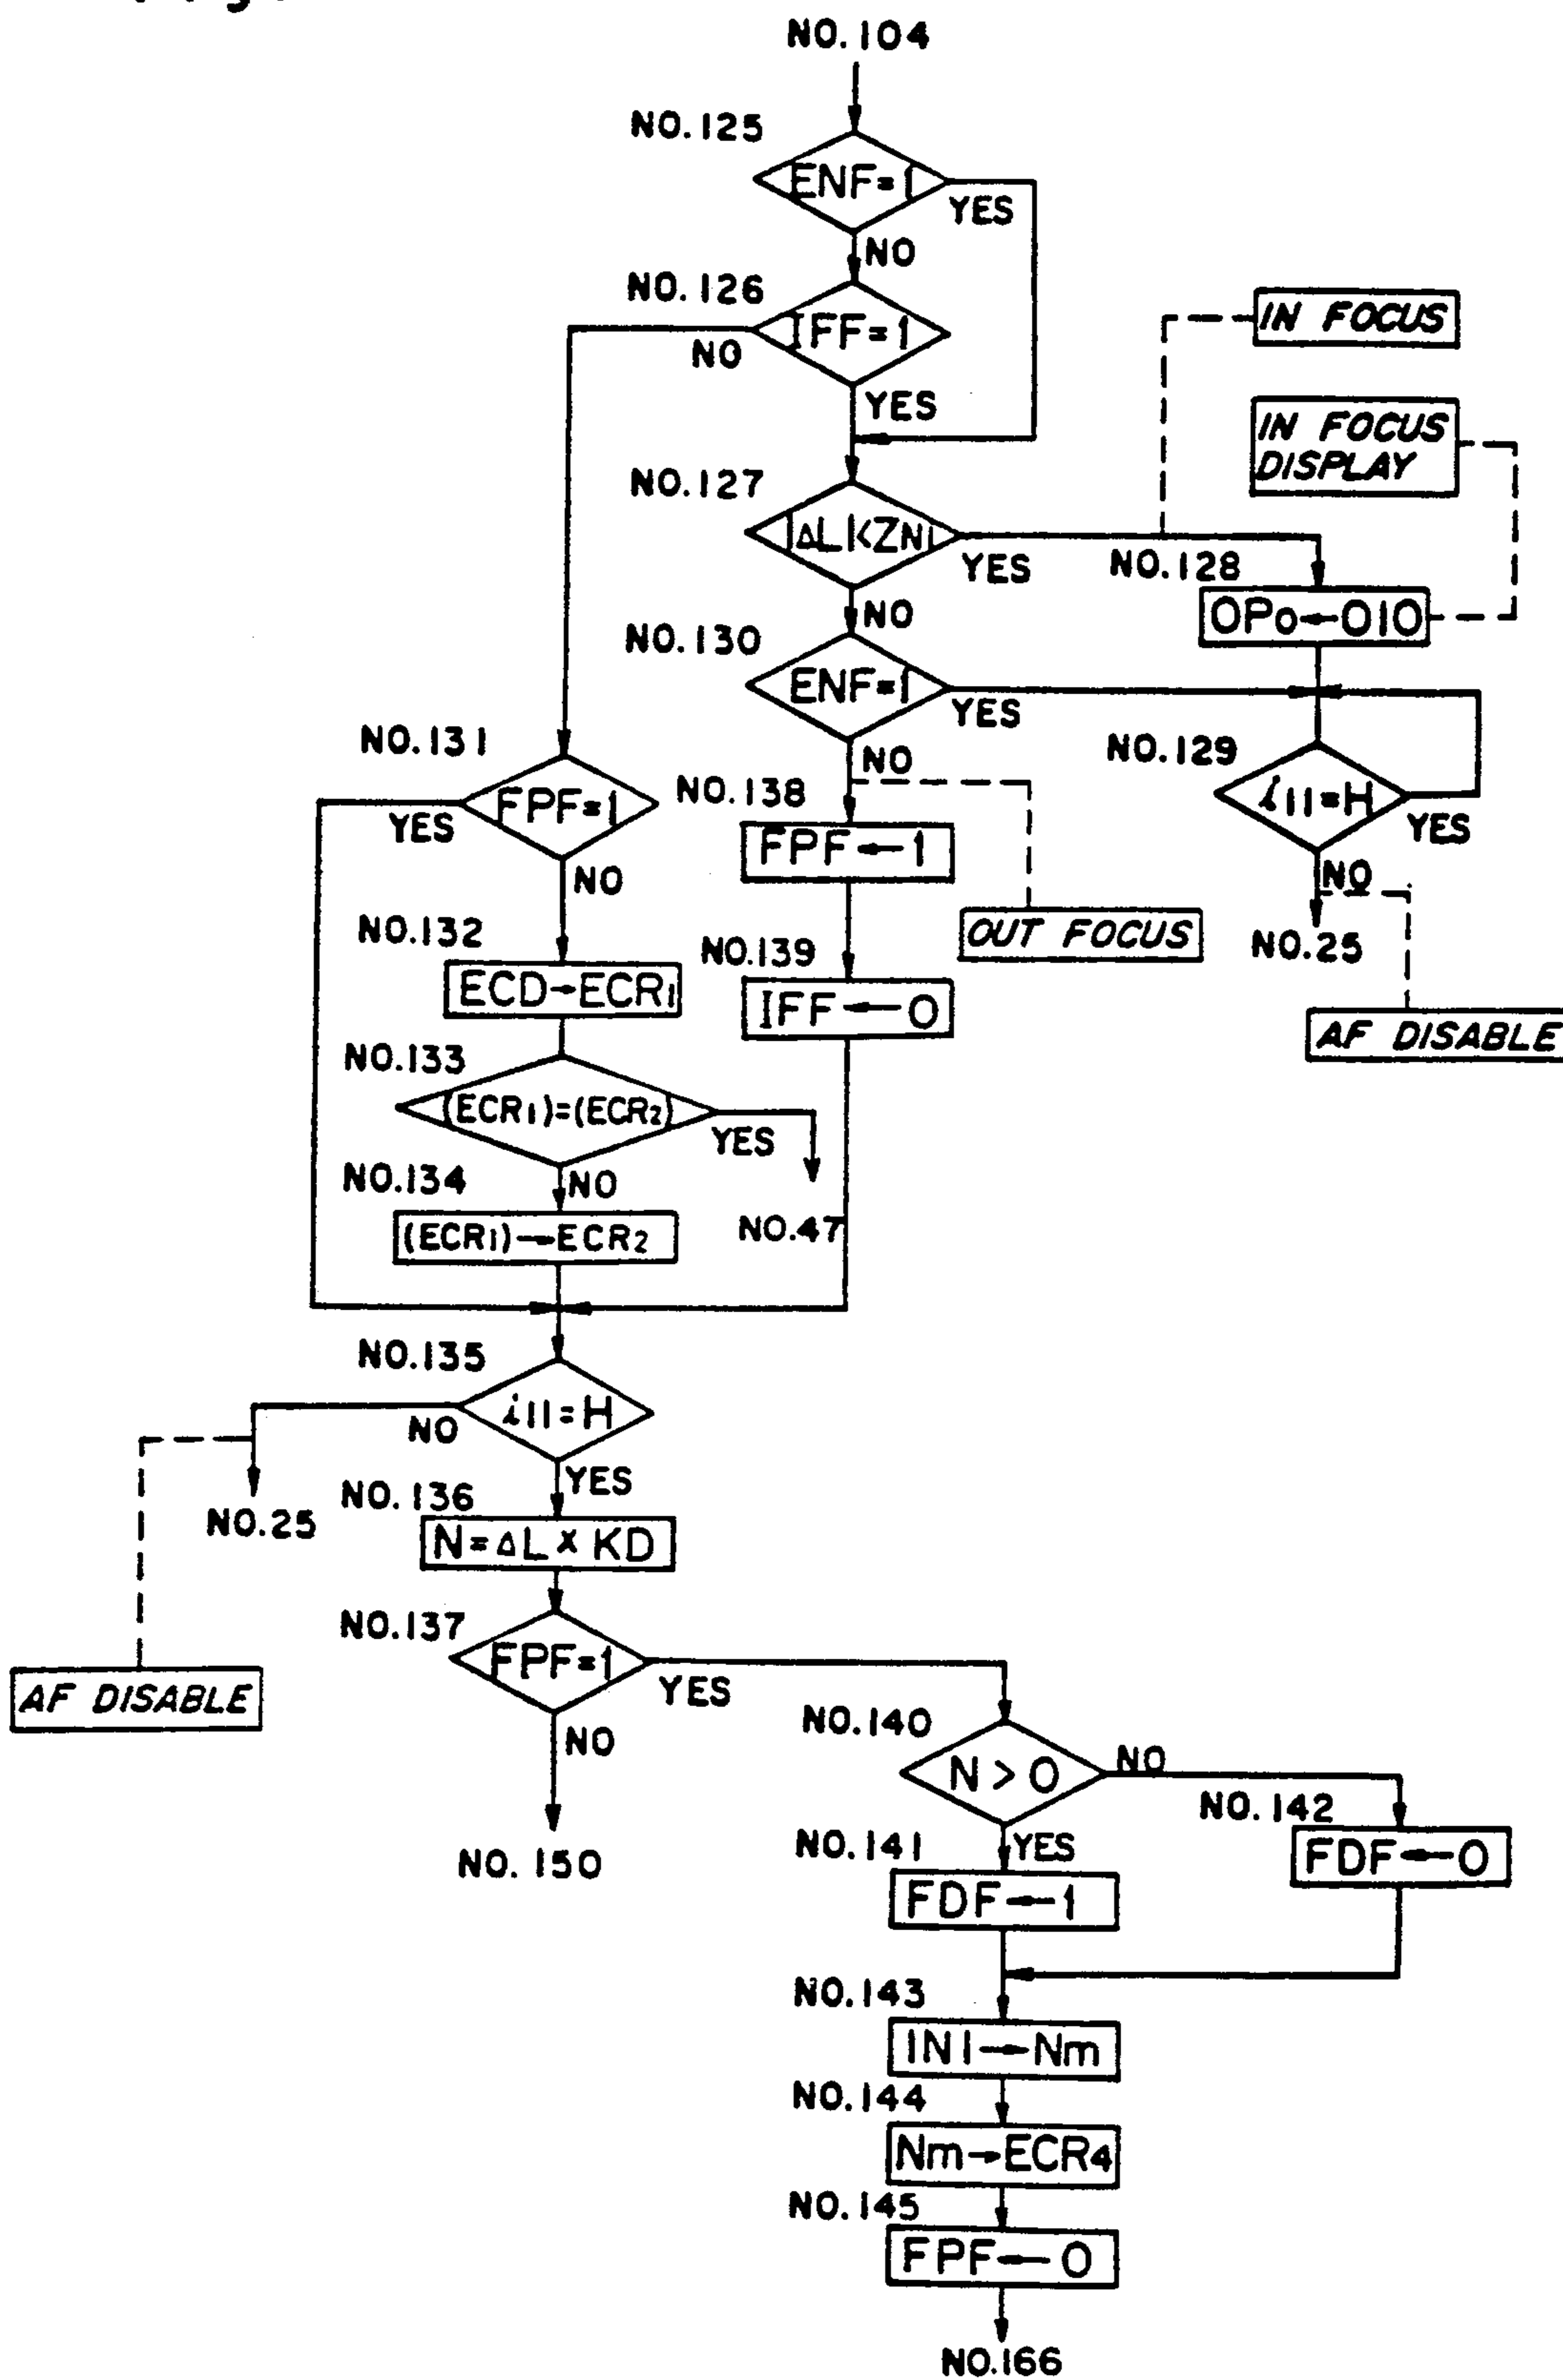 NO.104
NO.125
ENF=1
YES
NO
NO.126
IFF=1
NO
YES
IN FOCUS
IN FOCUS
DISPLAY
NO.127
|ΔL|<ZN1
YES
NO
NO.128
OPo←010
NO.130
ENF=1
YES
NO
NO.129
i11=H
YES
NO
NO.25
AF DISABLE
NO.131
FPF=1
YES
NO
NO.138
FPF←1
OUT FOCUS
NO.132
ECD→ECR1
NO.139
IFF←0
NO.133
(ECR1)=(ECR2)
YES
NO
NO.47
NO.134
(ECR1)→ECR2
NO.135
i11=H
NO
YES
NO.25
AF DISABLE
NO.136
N=ΔL×KD
NO.137
FPF=1
YES
NO
NO.150
NO.140
N>0
NO
YES
NO.142
FDF←0
NO.141
FDF←1
NO.143
|N|→Nm
NO.144
Nm→ECR4
NO.145
FPF←0
NO.166